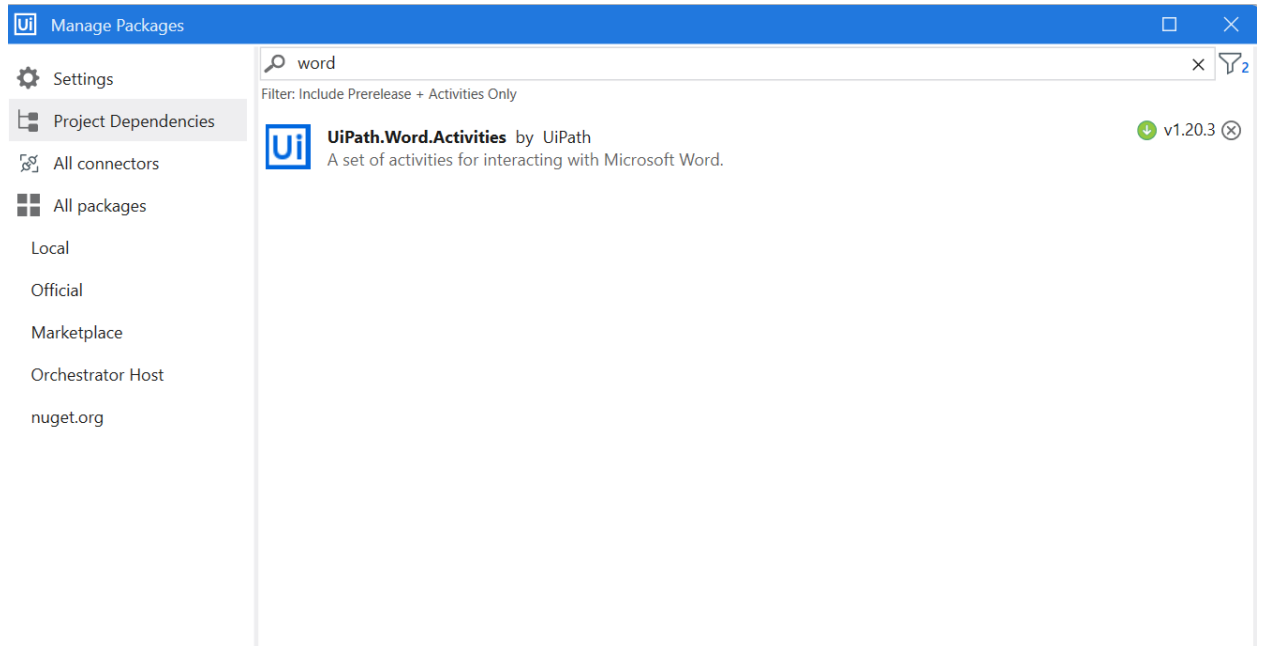 Ui Manage Packages
word
2
Settings
Filter: Include Prerelease + Activities Only
Project Dependencies
All connectors
All packages
Local
Official
Marketplace
Orchestrator Host
nuget.org
Ui
UiPath.Word.Activities by UiPath
v1.20.3
A set of activities for interacting with Microsoft Word.